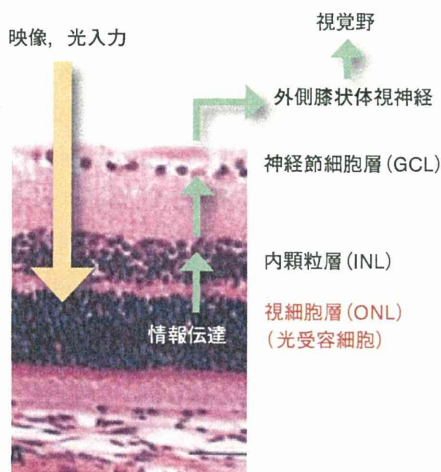 映像，光入力
視覚野
外側膝状体視神経
神経節細胞層（GCL）
内顆粒層（INL）
視細胞層（ONL）
（光受容細胞）
情報伝達